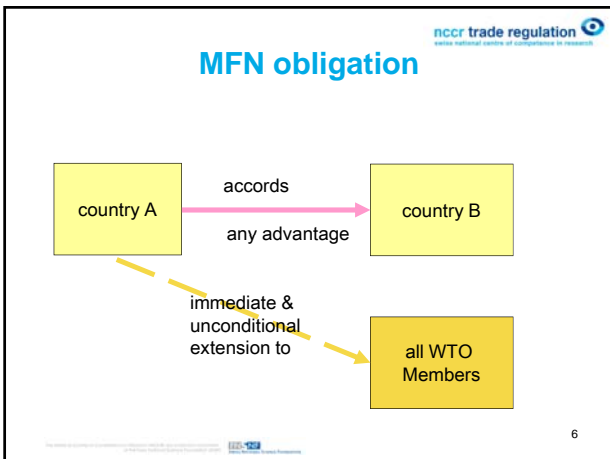 nccr trade regulation
swiss national centre of competence in research
MFN obligation
accords
country A
country B
any advantage
immediate &
unconditional
extension to
all WTO
Members
6